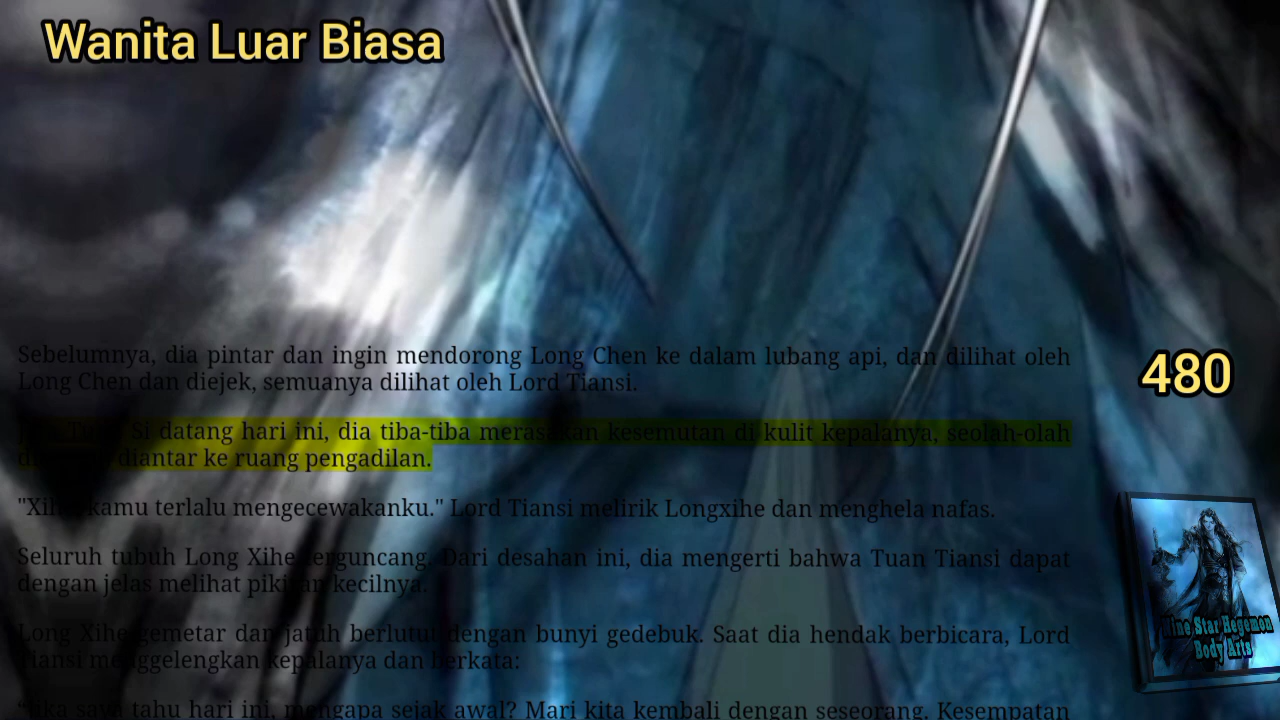 Wanita Luar Biasa
Sebelumnya, dia pintar dan ingin mendorong Long Chen ke dalam lubang api, dan dilihat oleh
Long Chen dan diejek, semuanya dilihat oleh Lord Tiansi.
480
Si datang hari ini, dia tiba-tiba merasakan kesemutan di kulit kepalanya, seolah-olah
diantar ke ruang pengadilan.
kamu terlalu mengecewakanku." Lord Tiansi melirik Longxihe dan menghela nafas.
Seluruh tubuh Long Xihe terguncang. Dari desahan ini, dia mengerti bahwa Tuan Tiansi dapat
dengan jelas melihat pikiran kecilnya.
Long Xihe gemetar dan jatuh berlutut dengan bunyi gedebuk. Saat dia hendak berbicara, Lord
Tiansi menggelengkan kepalanya dan berkata:
"Jika saya tahu hari ini, mengapa sejak awal? Mari kita kembali dengan seseorang. Kesempatan
Nine Star Hegemon
Body Arts